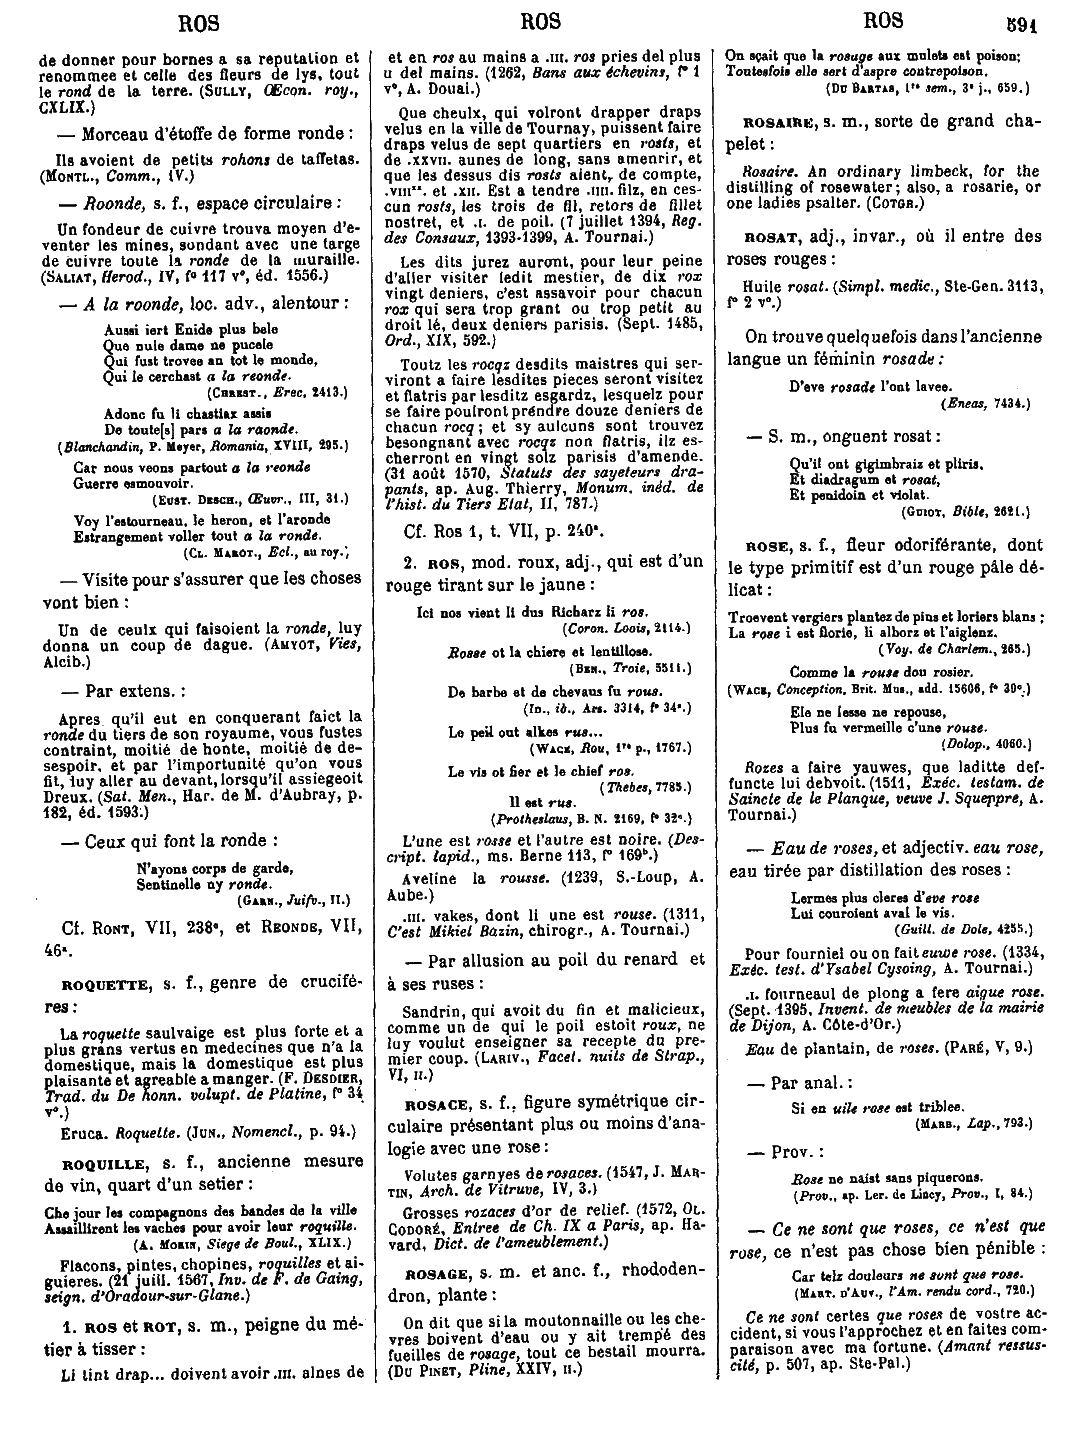 ROS
ROS
ROS
591
de donner pour bornes a sa reputation et
renommee et celle des fleurs de lys, tout
le rond de la terre. (SULLY, Œcon. roy.,
CXLIX.)
— Morceau d'étoffe de forme ronde :
Ils avoient de petits rohons de taffetas.
(MONTL., Comm., IV.)
— Roonde, s. f., espace circulaire :
Un fondeur de cuivre trouva moyen d'e-
venter les mines, sondant avec une targe
de cuivre toute la ronde de la muraille.
(SALIAT, Herod., IV, f° 117 v°, éd. 1556.)
— A la roonde, loc. adv., alentour :
Aussi iert Enide plus bele
Que nule dame ne pucele
Qui fust trovee an tot le monde,
Qui le cerchast a la reonde.
(CHREST., Erec, 2413.)
Adonc fu li chastiax assis
De toute[s] pars a la raonde.
(Blanchandin, P. Meyer, Romania, XVIII, 295.)
Car nous veons partout a la reonde
Guerre esmouvoir.
(EUST. DESCH., Œuvr., III, 31.)
Voy l'estourneau, le heron, et l'aronde
Estrangement voller tout a la ronde.
(CL. MAROT., Ecl., au roy.)
— Visite pour s'assurer que les choses
vont bien :
Un de ceulx qui faisoient la ronde, luy
donna un coup de dague. (AMYOT, Vies,
Alcib.)
— Par extens. :
Apres qu'il eut en conquerant faict la
ronde du tiers de son royaume, vous fustes
contraint, moitié de honte, moitié de de-
sespoir, et par l'importunité qu'on vous
fit, luy aller au devant, lorsqu'il assiegeoit
Dreux. (Sat. Men., Har. de M. d'Aubray, p.
182, éd. 1593.)
— Ceux qui font la ronde :
N'ayons corps de garde,
Sentinelle ny ronde.
(GARN., Juifv., II.)
Cf. RONT, VII, 238c, et REONDE, VII,
46a.
ROQUETTE, s. f., genre de crucifé-
res :
La roquette saulvaige est plus forte et a
plus grans vertus en medecines que n'a la
domestique, mais la domestique est plus
plaisante et agreable a manger. (F. DESDIER,
Trad. du De honn. volupt. de Platine, f° 34
v°.)
Eruca. Roquette. (JUN., Nomencl., p. 94.)
ROQUILLE, s. f., ancienne mesure
de vin, quart d'un setier :
Che jour les compagnons des bandes de la ville
Assaillirent les vaches pour avoir leur roquille.
(A. MORIN, Siege de Boul., XLIX.)
Flacons, pintes, chopines, roquilles et ai-
guieres. (21 juill. 1567, Inv. de F. de Gaing,
seign. d'Oradour-sur-Glane.)
1. ROS et ROT, s. m., peigne du mé-
tier à tisser :
Li tint drap... doivent avoir .III. alnes de
et en ros au mains a .III. ros pries del plus
u del mains. (1262, Bans aux échevins, f° 1
v°, A. Douai.)
Que cheulx, qui volront drapper draps
velus en la ville de Tournay, puissent faire
draps velus de sept quartiers en rosts, et
de .XXVII. aunes de long, sans amenrir, et
que les dessus dis rosts aient, de compte,
.VIIIxx. et .XII. Est a tendre .IIII. filz, en ces-
cun rosts, les trois de fil, retors de fillet
nostret, et .I. de poil. (7 juillet 1394, Reg.
des Consaux, 1393-1399, A. Tournai.)
Les dits jurez auront, pour leur peine
d'aller visiter ledit mestier, de dix rox
vingt deniers, c'est assavoir pour chacun
rox qui sera trop grant ou trop petit au
droit lé, deux deniers parisis. (Sept. 1485,
Ord., XIX, 592.)
Toutz les rocqz desdits maistres qui ser-
viront a faire lesdites pieces seront visitez
et flatris par lesditz esgardz, lesquelz pour
se faire poulront prendre douze deniers de
chacun rocq ; et sy aulcuns sont trouvez
besongnant avec rocqz non flatris, ilz es-
cherront en vingt solz parisis d'amende.
(31 août 1570, Statuts des sayeteurs dra-
pants, ap. Aug. Thierry, Monum. inéd. de
l'hist. du Tiers Etat, II, 787.)
Cf. Ros 1, t. VII, p. 240a.
2. ROS, mod. roux, adj., qui est d'un
rouge tirant sur le jaune :
Ici nos vient li dus Richarz li ros.
(Coron. Loois, 2114.)
Rosse ot la chiere et lentillose.
(BEN., Troie, 5511.)
De barbe et de chevaus fu rous.
(ID., ib., Ars. 3314, f° 34a.)
Le peil out alkes rus...
(WACE, Rou, 1re p., 1767.)
Le vis ot fier et le chief ros.
(Thebes, 7785.)
Il est rus.
(Protheslaus, B. N. 2169, f° 32c.)
L'une est rosse et l'autre est noire. (Des-
cript. lapid., ms. Berne 113, f° 169b.)
Aveline la rousse. (1239, S.-Loup, A.
Aube.)
.III. vakes, dont li une est rouse. (1311,
C'est Mikiel Bazin, chirogr., A. Tournai.)
— Par allusion au poil du renard et
à ses ruses :
Sandrin, qui avoit du fin et malicieux,
comme un de qui le poil estoit roux, ne
luy voulut enseigner sa recepte du pre-
mier coup. (LARIV., Facet. nuits de Strap.,
VI, II.)
ROSACE, s. f., figure symétrique cir-
culaire présentant plus ou moins d'ana-
logie avec une rose :
Volutes garnyes de rosaces. (1547, J. MAR-
TIN, Arch. de Vitruve, IV, 3.)
Grosses rozaces d'or de relief. (1572, OL.
CODORÉ, Entree de Ch. IX a Paris, ap. Ha-
vard, Dict. de l'ameublement.)
ROSAGE, s. m. et anc. f., rhododen-
dron, plante :
On dit que si la moutonnaille ou les che-
vres boivent d'eau ou y ait trempé des
fueilles de rosage, tout ce bestail mourra.
(DU PINET, Pline, XXIV, II.)
On sçait que la rosage aux mulets est poison;
Toutesfois elle sert d'aspre contrepoison.
(DU BARTAS, 1re sem., 3e j., 659.)
ROSAIRE, s. m., sorte de grand cha-
pelet :
Rosaire. An ordinary limbeck, for the
distilling of rosewater ; also, a rosarie, or
one ladies psalter. (COTGR.)
ROSAT, adj., invar., où il entre des
roses rouges :
Huile rosat. (Simpl. medic., Ste-Gen. 3113,
f° 2 v°.)
On trouve quelquefois dans l'ancienne
langue un féminin rosade :
D'eve rosade l'ont lavee.
(Eneas, 7434.)
— S. m., onguent rosat :
Qu'il ont gigimbraiz et pliris,
Et diadragum et rosat,
Et penidoin et violat.
(GUIOT, Bible, 2621.)
ROSE, s. f., fleur odoriférante, dont
le type primitif est d'un rouge pâle dé-
licat :
Troevent vergiers plantez de pins et loriers blans ;
La rose i est florie, li alborz et l'aiglenz.
(Voy. de Charlem., 265.)
Comme la rouse dou rosier.
(WACE, Conception, Brit. Mus., add. 15606, f° 30c.)
Ele ne lesse ne repouse,
Plus fu vermeille c'une rouse.
(Dolop., 4060.)
Rozes a faire yauwes, que laditte def-
functe lui debvoit. (1511, Exéc. testam. de
Saincte de le Planque, veuve J. Squeppre, A.
Tournai.)
— Eau de roses, et adjectiv. eau rose,
eau tirée par distillation des roses :
Lermes plus cleres d'eve rose
Lui couroient aval le vis.
(Guill. de Dole, 4255.)
Pour fourniel ou on fait euwe rose. (1334,
Exéc. test. d'Ysabel Cysoing, A. Tournai.)
.I. fourneaul de plong a fere aigue rose.
(Sept. 1395, Invent. de meubles de la mairie
de Dijon, A. Côte-d'Or.)
Eau de plantain, de roses. (PARÉ, V, 9.)
— Par anal. :
Si en uile rose est triblee.
(MARB., Lap., 793.)
— Prov. :
Rose ne naist sans piquerons.
(Prov., ap. Ler. de Lincy, Prov., I, 84.)
— Ce ne sont que roses, ce n'est que
rose, ce n'est pas chose bien pénible :
Car telz douleurs ne sont que rose.
(MART. D'AUV., l'Am. rendu cord., 720.)
Ce ne sont certes que roses de vostre ac-
cident, si vous l'approchez et en faites com-
paraison avec ma fortune. (Amant ressus-
cité, p. 507, ap. Ste-Pal.)